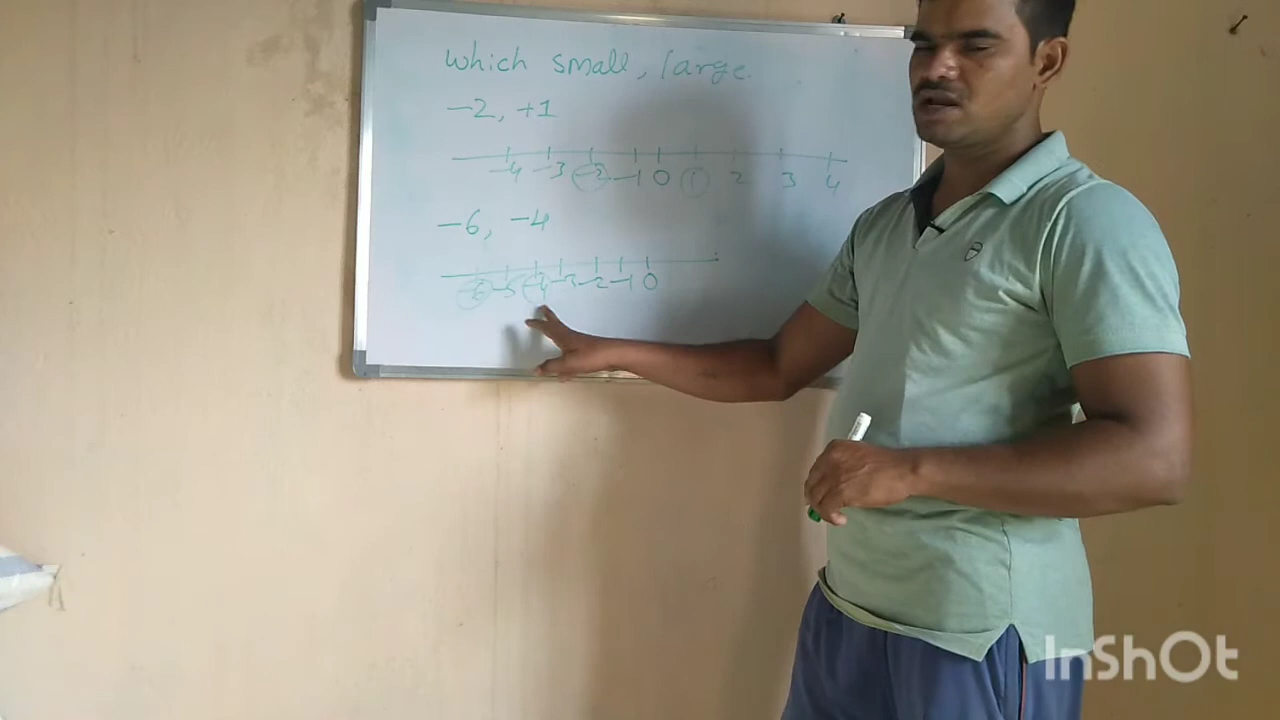 which small, large.
-2, +1
-4 -3 -2 -1 0 1 2 3 4
-6, -4
-6 -5 -4 -3 -2 -1 0
InShOt